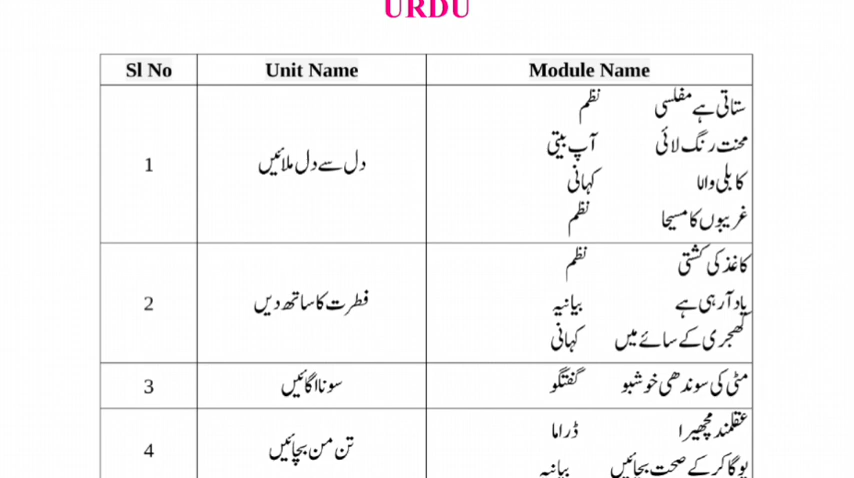 URDU
Sl No Unit Name Module Name
1 دل سے دل ملائیں
ستاتی ہے مفلسی نظم
محنت رنگ لائی آپ بیتی
کابلی والا کہانی
غریبوں کا مسیحا نظم
2 فطرت کا ساتھ دیں
کاغذ کی کشتی نظم
یاد آرہی ہے بیانیہ
کھجری کے سائے میں کہانی
3 سونا اگائیں
مٹی کی سوندھی خوشبو گفتگو
4 تن من بچائیں
عقلمند مچھیرا ڈراما
یوگا کرکے صحت بچائیں بیانیہ